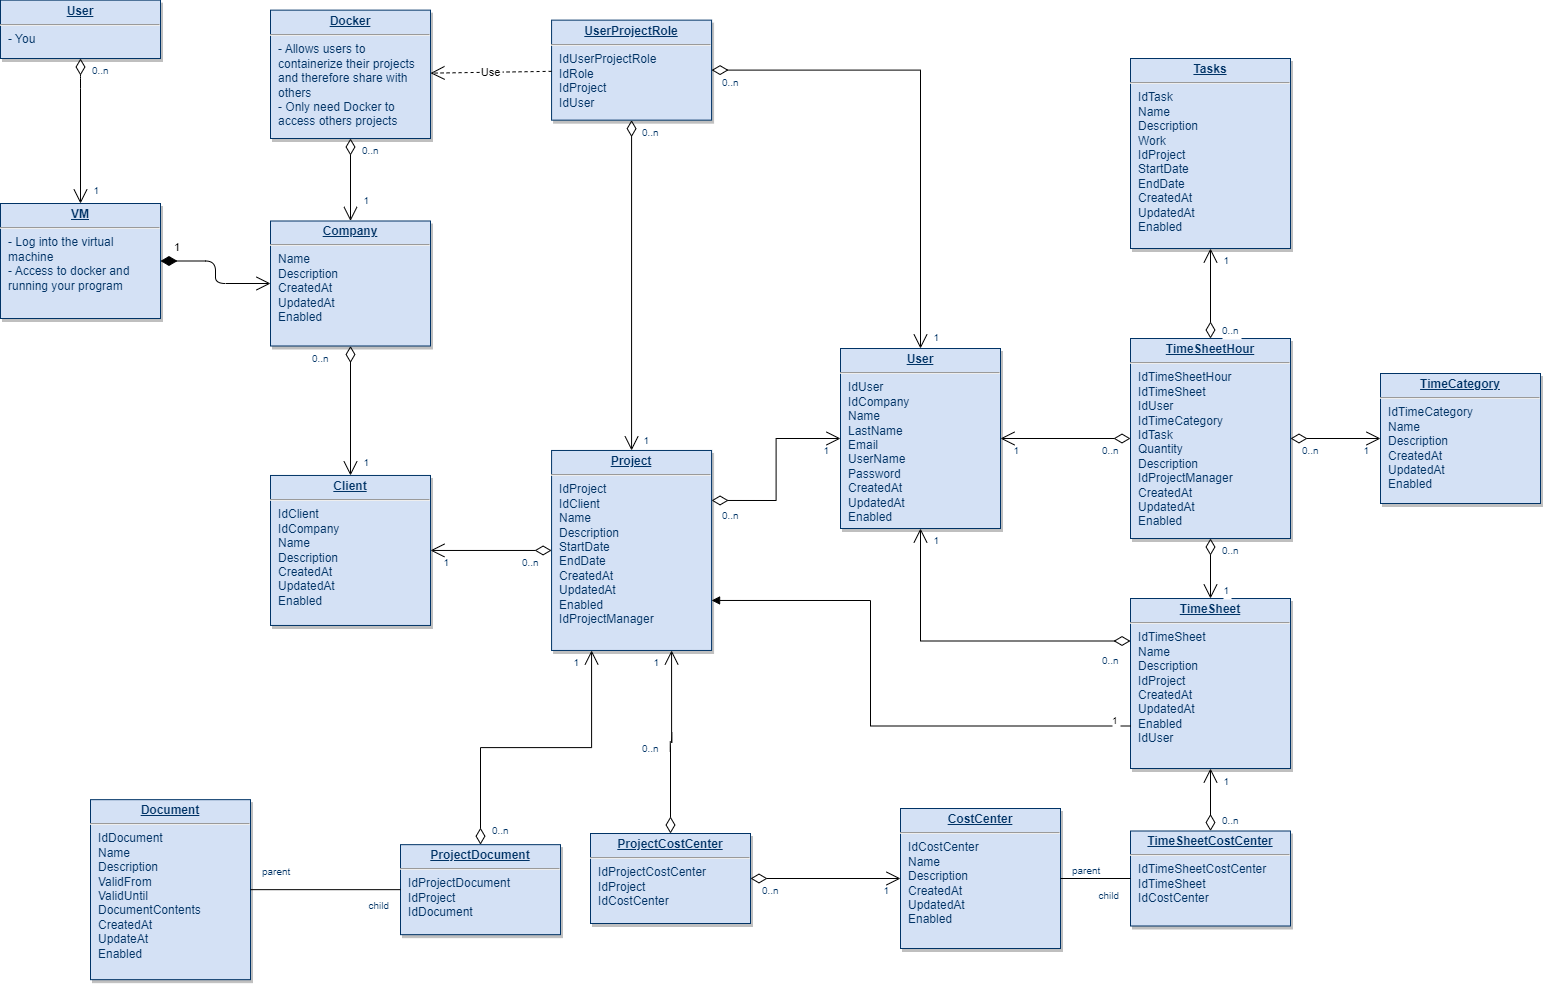 User
- You
0..n
1
VM
- Log into the virtual
machine
- Access to docker and
running your program
1
Docker
- Allows users to
containerize their projects
and therefore share with
others
- Only need Docker to
access others projects
0..n
1
Use
Company
Name
Description
CreatedAt
UpdatedAt
Enabled
0..n
1
Client
IdClient
IdCompany
Name
Description
CreatedAt
UpdatedAt
Enabled
1
0..n
UserProjectRole
IdUserProjectRole
IdRole
IdProject
IdUser
0..n
0..n
1
1
Project
IdProject
IdClient
Name
Description
StartDate
EndDate
CreatedAt
UpdatedAt
Enabled
IdProjectManager
0..n
1
1
1
User
IdUser
IdCompany
Name
LastName
Email
UserName
Password
CreatedAt
UpdatedAt
Enabled
1
1
0..n
0..n
1
Tasks
IdTask
Name
Description
Work
IdProject
StartDate
EndDate
CreatedAt
UpdatedAt
Enabled
1
0..n
TimeSheetHour
IdTimeSheetHour
IdTimeSheet
IdUser
IdTimeCategory
IdTask
Quantity
Description
IdProjectManager
CreatedAt
UpdatedAt
Enabled
0..n
1
TimeCategory
IdTimeCategory
Name
Description
CreatedAt
UpdatedAt
Enabled
0..n
1
TimeSheet
IdTimeSheet
Name
Description
IdProject
CreatedAt
UpdatedAt
Enabled
IdUser
1
0..n
Document
IdDocument
Name
Description
ValidFrom
ValidUntil
DocumentContents
CreatedAt
UpdateAt
Enabled
parent
child
0..n
ProjectDocument
IdProjectDocument
IdProject
IdDocument
0..n
ProjectCostCenter
IdProjectCostCenter
IdProject
IdCostCenter
0..n
1
CostCenter
IdCostCenter
Name
Description
CreatedAt
UpdatedAt
Enabled
parent
child
TimeSheetCostCenter
IdTimeSheetCostCenter
IdTimeSheet
IdCostCenter